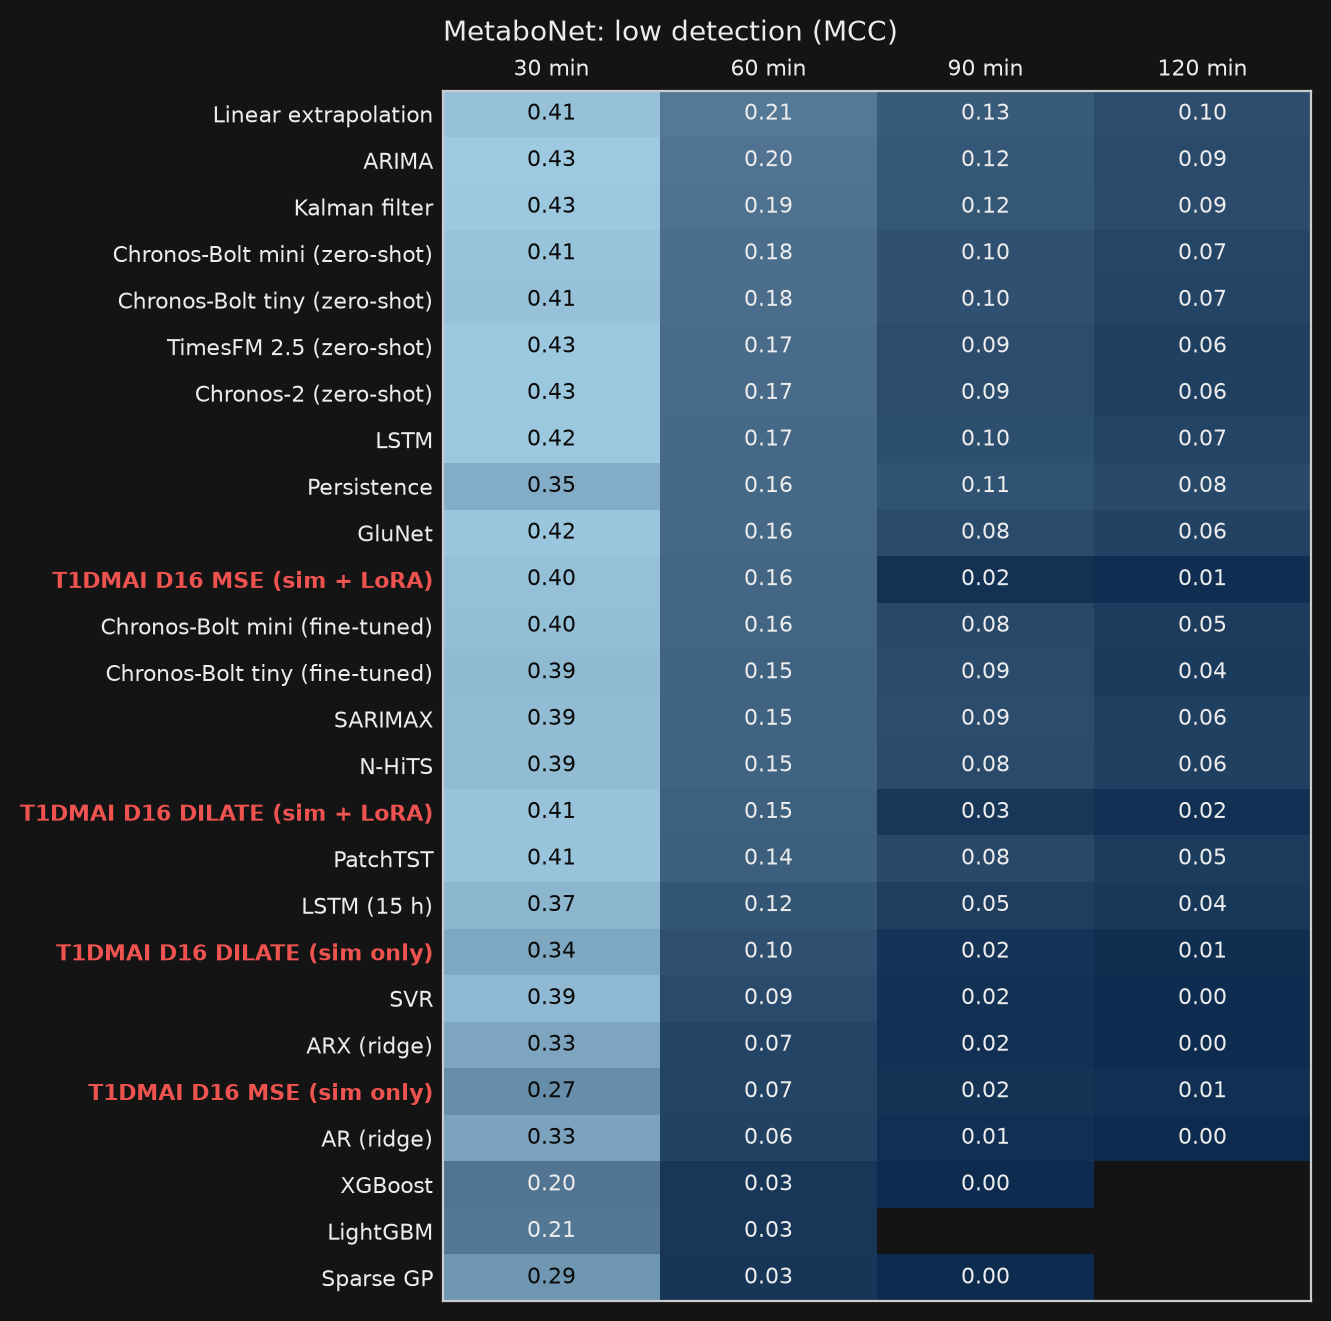 MetaboNet: low detection (MCC)
30 min 60 min 90 min 120 min
Linear extrapolation 0.41 0.21 0.13 0.10
ARIMA 0.43 0.20 0.12 0.09
Kalman filter 0.43 0.19 0.12 0.09
Chronos-Bolt mini (zero-shot) 0.41 0.18 0.10 0.07
Chronos-Bolt tiny (zero-shot) 0.41 0.18 0.10 0.07
TimesFM 2.5 (zero-shot) 0.43 0.17 0.09 0.06
Chronos-2 (zero-shot) 0.43 0.17 0.09 0.06
LSTM 0.42 0.17 0.10 0.07
Persistence 0.35 0.16 0.11 0.08
GluNet 0.42 0.16 0.08 0.06
T1DMAI D16 MSE (sim + LoRA) 0.40 0.16 0.02 0.01
Chronos-Bolt mini (fine-tuned) 0.40 0.16 0.08 0.05
Chronos-Bolt tiny (fine-tuned) 0.39 0.15 0.09 0.04
SARIMAX 0.39 0.15 0.09 0.06
N-HiTS 0.39 0.15 0.08 0.06
T1DMAI D16 DILATE (sim + LoRA) 0.41 0.15 0.03 0.02
PatchTST 0.41 0.14 0.08 0.05
LSTM (15 h) 0.37 0.12 0.05 0.04
T1DMAI D16 DILATE (sim only) 0.34 0.10 0.02 0.01
SVR 0.39 0.09 0.02 0.00
ARX (ridge) 0.33 0.07 0.02 0.00
T1DMAI D16 MSE (sim only) 0.27 0.07 0.02 0.01
AR (ridge) 0.33 0.06 0.01 0.00
XGBoost 0.20 0.03 0.00
LightGBM 0.21 0.03
Sparse GP 0.29 0.03 0.00